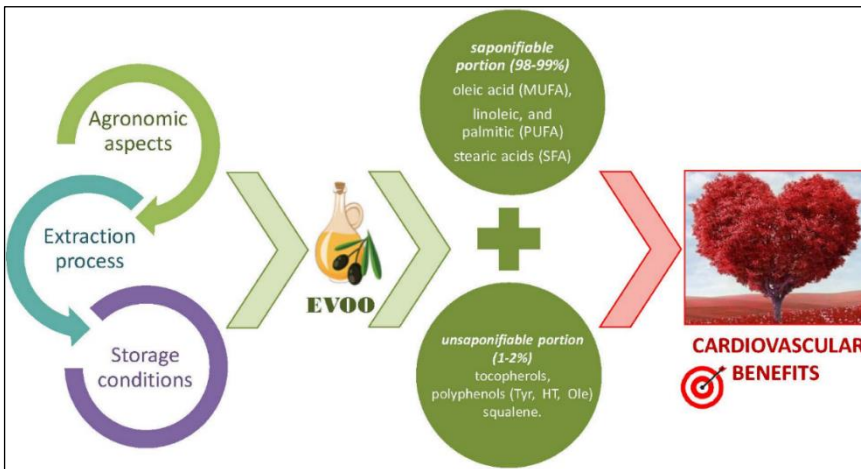 Agronomic
aspects
Extraction
process
Storage
conditions
EVOO
saponifiable
portion (98-99%)
oleic acid (MUFA),
linoleic, and
palmitic (PUFA)
stearic acids (SFA)
unsaponifiable portion
(1-2%)
tocopherols,
polyphenols (Tyr, HT, Ole)
squalene.
CARDIOVASCULAR
BENEFITS